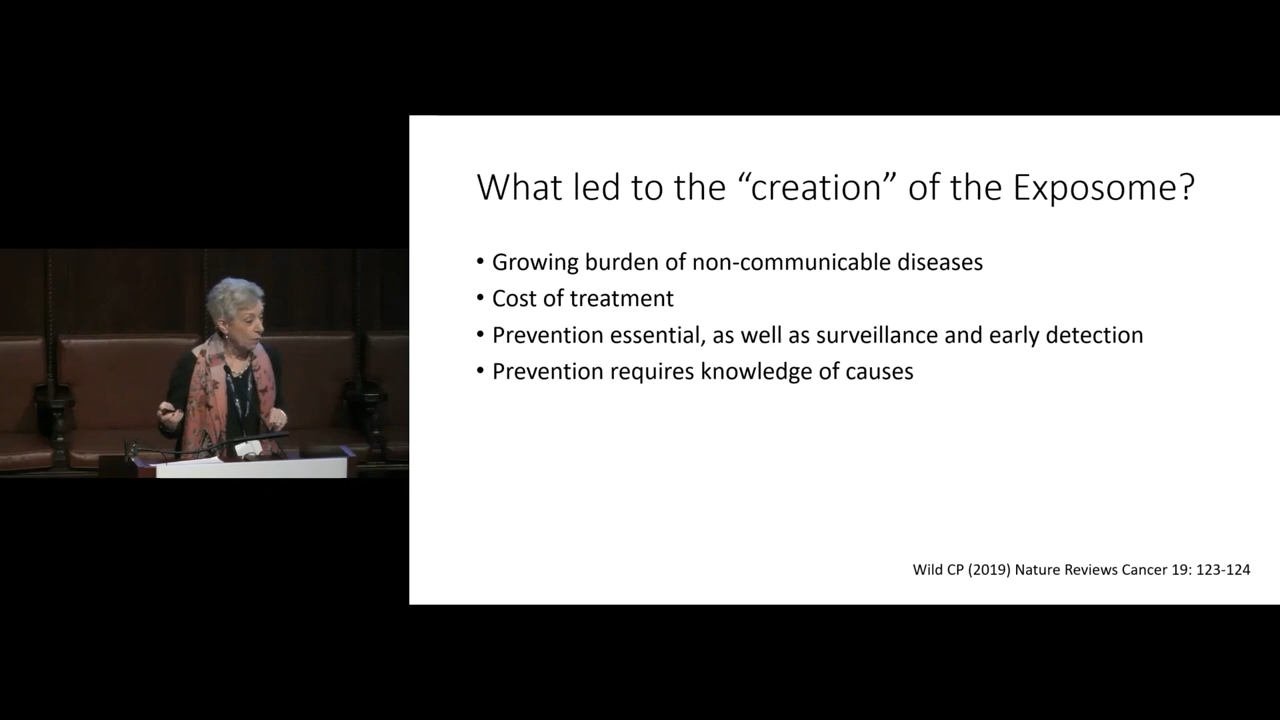 What led to the “creation” of the Exposome?
• Growing burden of non-communicable diseases
• Cost of treatment
• Prevention essential, as well as surveillance and early detection
• Prevention requires knowledge of causes
Wild CP (2019) Nature Reviews Cancer 19: 123-124